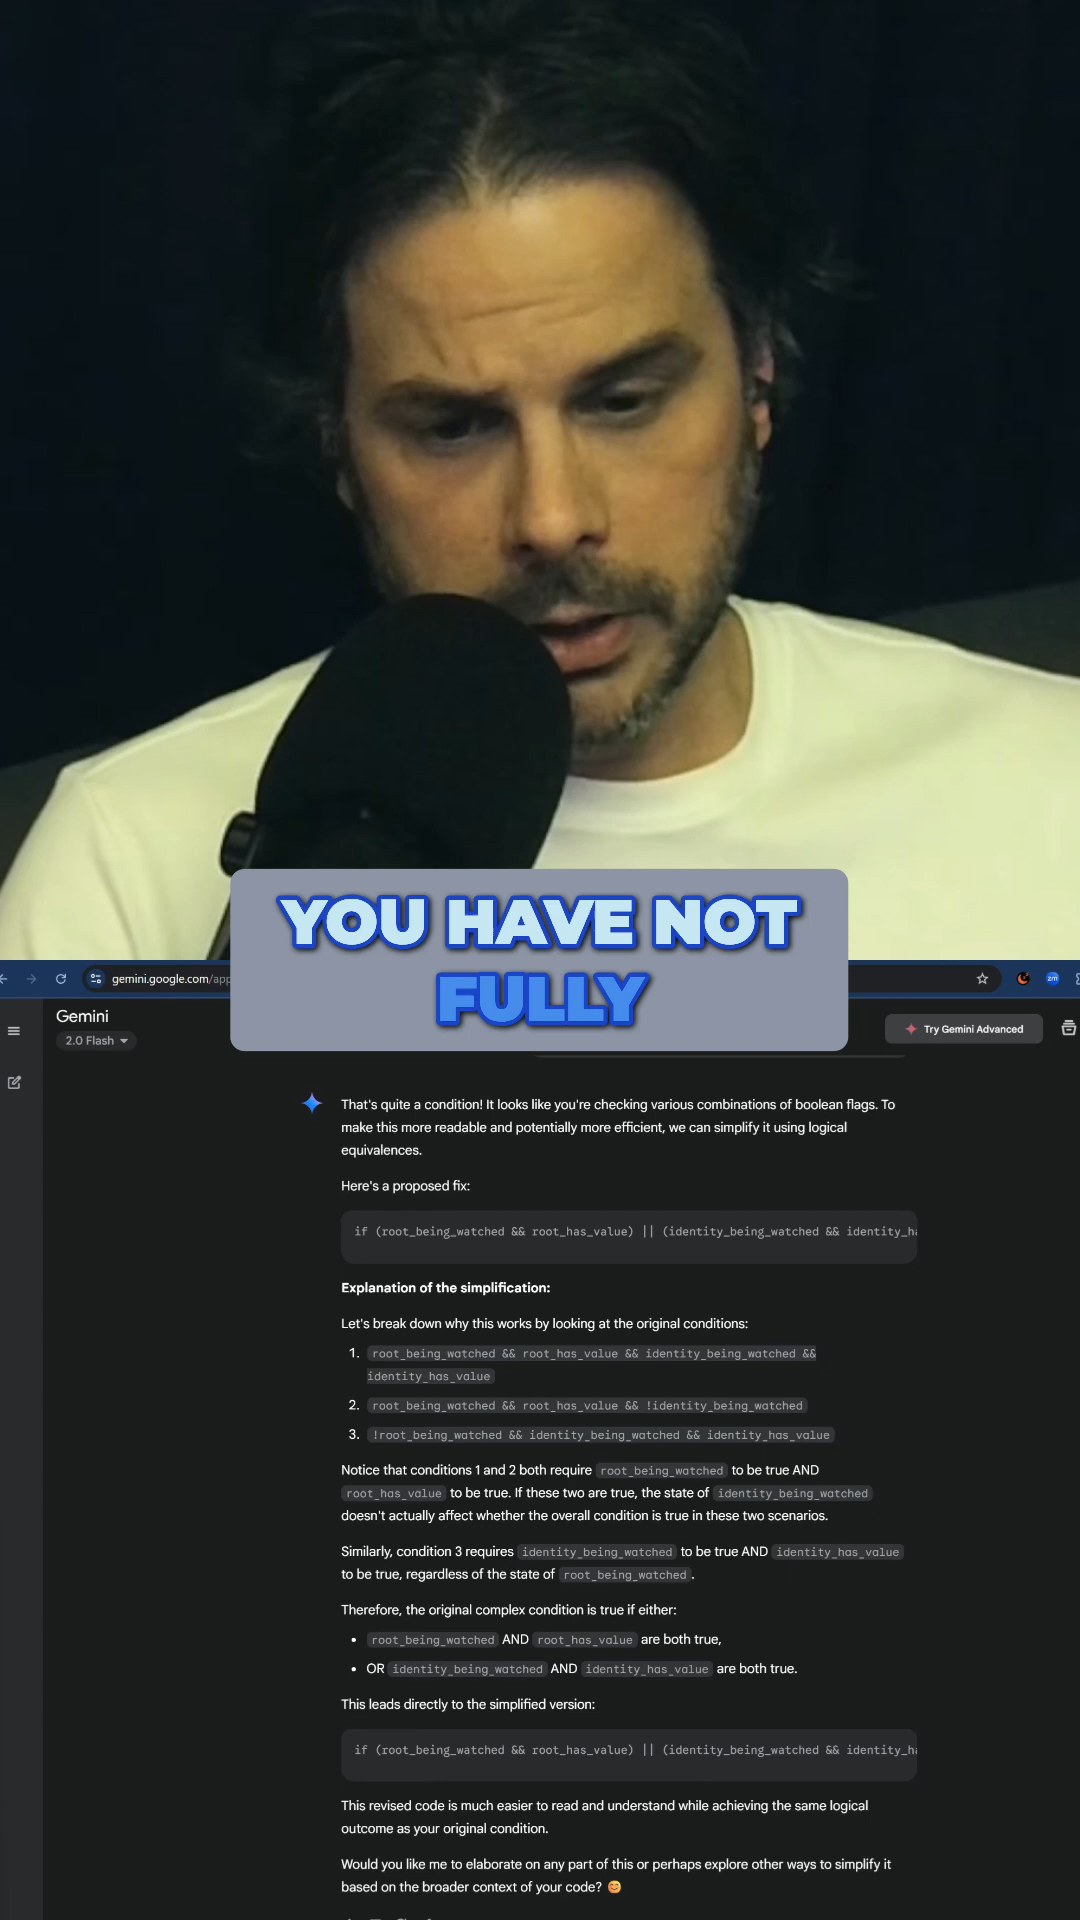 YOU HAVE NOT
FULLY
gemini.google.com/app
Gemini
2.0 Flash
Try Gemini Advanced
That's quite a condition! It looks like you're checking various combinations of boolean flags. To
make this more readable and potentially more efficient, we can simplify it using logical
equivalences.
Here's a proposed fix:
if (root_being_watched && root_has_value) || (identity_being_watched && identity_ha
Explanation of the simplification:
Let's break down why this works by looking at the original conditions:
1. root_being_watched && root_has_value && identity_being_watched &&
identity_has_value
2. root_being_watched && root_has_value && !identity_being_watched
3. !root_being_watched && identity_being_watched && identity_has_value
Notice that conditions 1 and 2 both require root_being_watched to be true AND
root_has_value to be true. If these two are true, the state of identity_being_watched
doesn't actually affect whether the overall condition is true in these two scenarios.
Similarly, condition 3 requires identity_being_watched to be true AND identity_has_value
to be true, regardless of the state of root_being_watched.
Therefore, the original complex condition is true if either:
• root_being_watched AND root_has_value are both true,
• OR identity_being_watched AND identity_has_value are both true.
This leads directly to the simplified version:
if (root_being_watched && root_has_value) || (identity_being_watched && identity_ha
This revised code is much easier to read and understand while achieving the same logical
outcome as your original condition.
Would you like me to elaborate on any part of this or perhaps explore other ways to simplify it
based on the broader context of your code? 😊